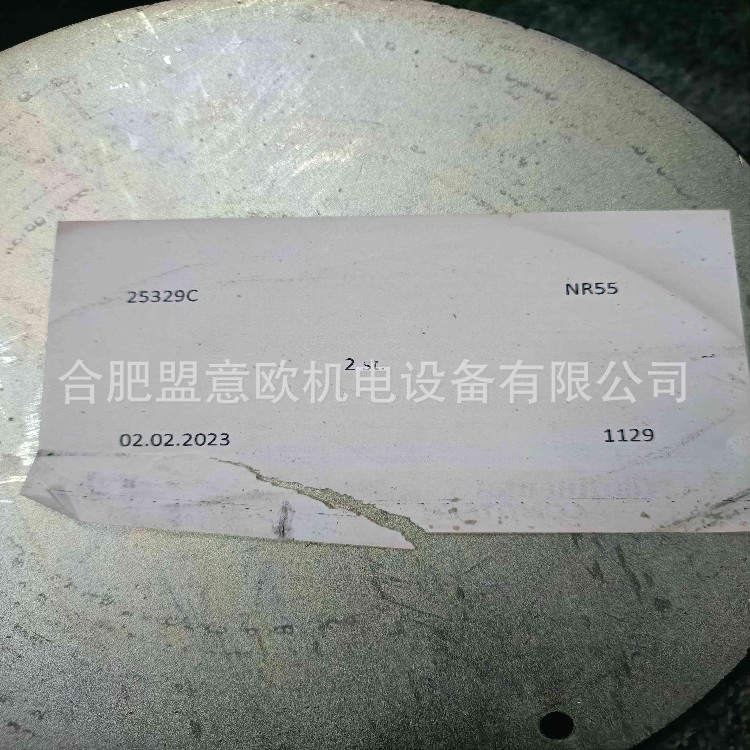 25329C NR55
2 st.
合肥盟意欧机电设备有限公司
02.02.2023 1129